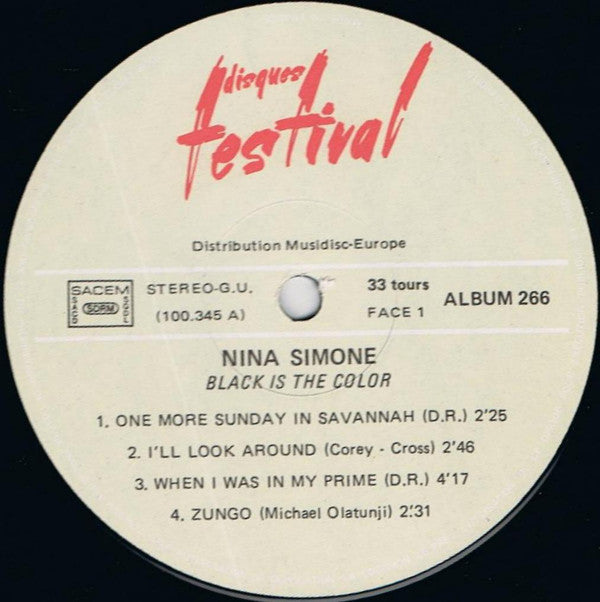 disques
festival
Distribution Musidisc-Europe
SACEM
SACD SDRM SGDL
STEREO-G.U.
(100.345 A)
33 tours
FACE 1
ALBUM 266
NINA SIMONE
BLACK IS THE COLOR
1. ONE MORE SUNDAY IN SAVANNAH (D.R.) 2'25
2. I'LL LOOK AROUND (Corey - Cross) 2'46
3. WHEN I WAS IN MY PRIME (D.R.) 4'17
4. ZUNGO (Michael Olatunji) 2'31